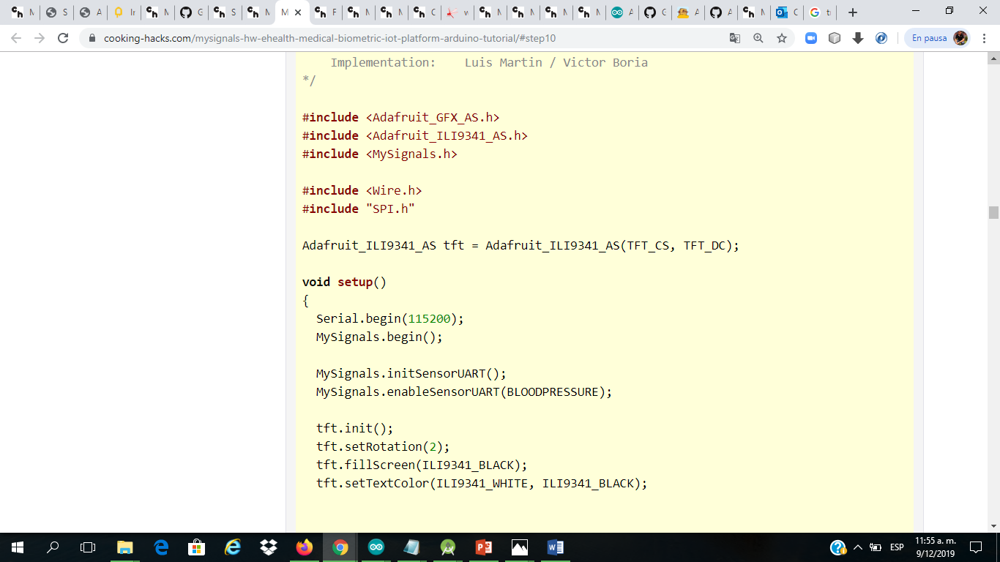 M
S
A
Ir
M
G
S
M
M
F
M
M
C
w
M
M
M
M
A
C
A
A
M
C
tr
cooking-hacks.com/mysignals-hw-ehealth-medical-biometric-iot-platform-arduino-tutorial/#step10
En pausa
Implementation:    Luis Martin / Victor Boria
*/
#include <Adafruit_GFX_AS.h>
#include <Adafruit_ILI9341_AS.h>
#include <MySignals.h>
#include <Wire.h>
#include "SPI.h"
Adafruit_ILI9341_AS tft = Adafruit_ILI9341_AS(TFT_CS, TFT_DC);
void setup()
{
Serial.begin(115200);
MySignals.begin();
MySignals.initSensorUART();
MySignals.enableSensorUART(BLOODPRESSURE);
tft.init();
tft.setRotation(2);
tft.fillScreen(ILI9341_BLACK);
tft.setTextColor(ILI9341_WHITE, ILI9341_BLACK);
ESP
11:55 a. m.
9/12/2019